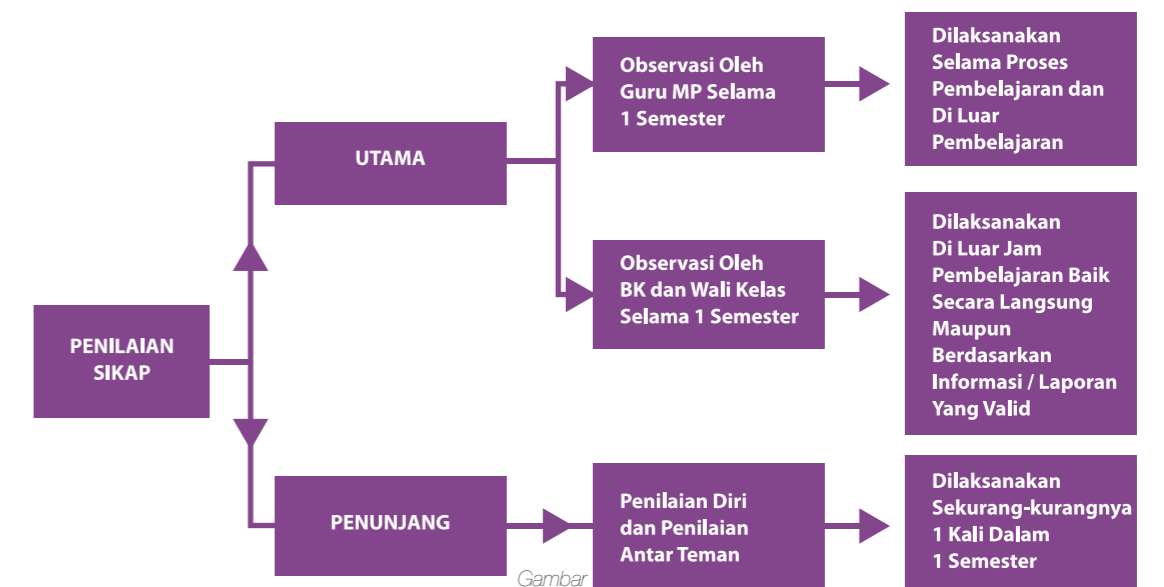 PENILAIAN
SIKAP
UTAMA
Observasi Oleh
Guru MP Selama
1 Semester
Dilaksanakan
Selama Proses
Pembelajaran dan
Di Luar
Pembelajaran
Observasi Oleh
BK dan Wali Kelas
Selama 1 Semester
Dilaksanakan
Di Luar Jam
Pembelajaran Baik
Secara Langsung
Maupun
Berdasarkan
Informasi / Laporan
Yang Valid
PENUNJANG
Penilaian Diri
dan Penilaian
Antar Teman
Dilaksanakan
Sekurang-kurangnya
1 Kali Dalam
1 Semester
Gambar